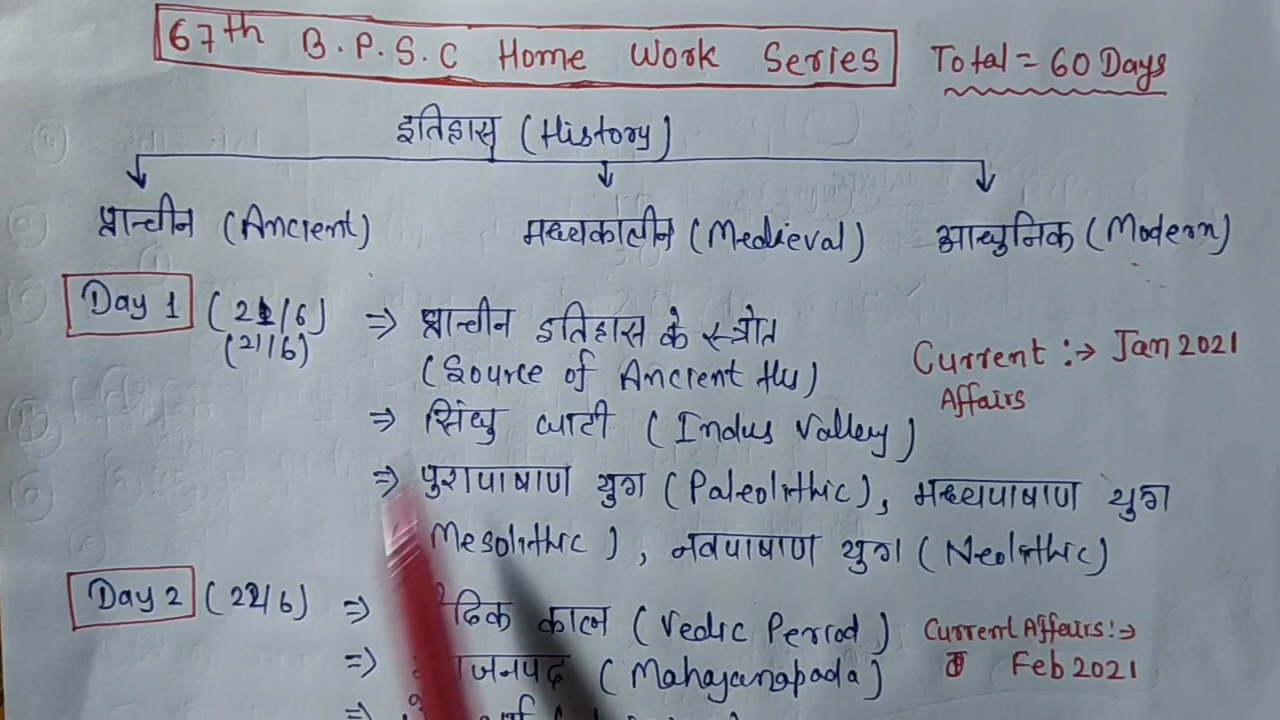 67th B.P.S.C Home Work Series Total = 60 Days
इतिहास (History)
प्राचीन (Ancient) मध्यकालीन (Medieval) आधुनिक (Modern)
Day 1 (21/6) ⇒ प्राचीन इतिहास के स्त्रोत
(21/6) (Source of Ancient His)
Current :→ Jan 2021
Affairs
⇒ सिंधु घाटी (Indus Valley)
⇒ पुरापाषाण युग (Paleolithic), मध्यपाषाण युग
(Mesolithic), नवपाषाण युग (Neolithic)
Day 2 (22/6) ⇒ काल (Vedic Period) Current Affairs :→
⇒ (Mahajanapada) Feb 2021
⇒